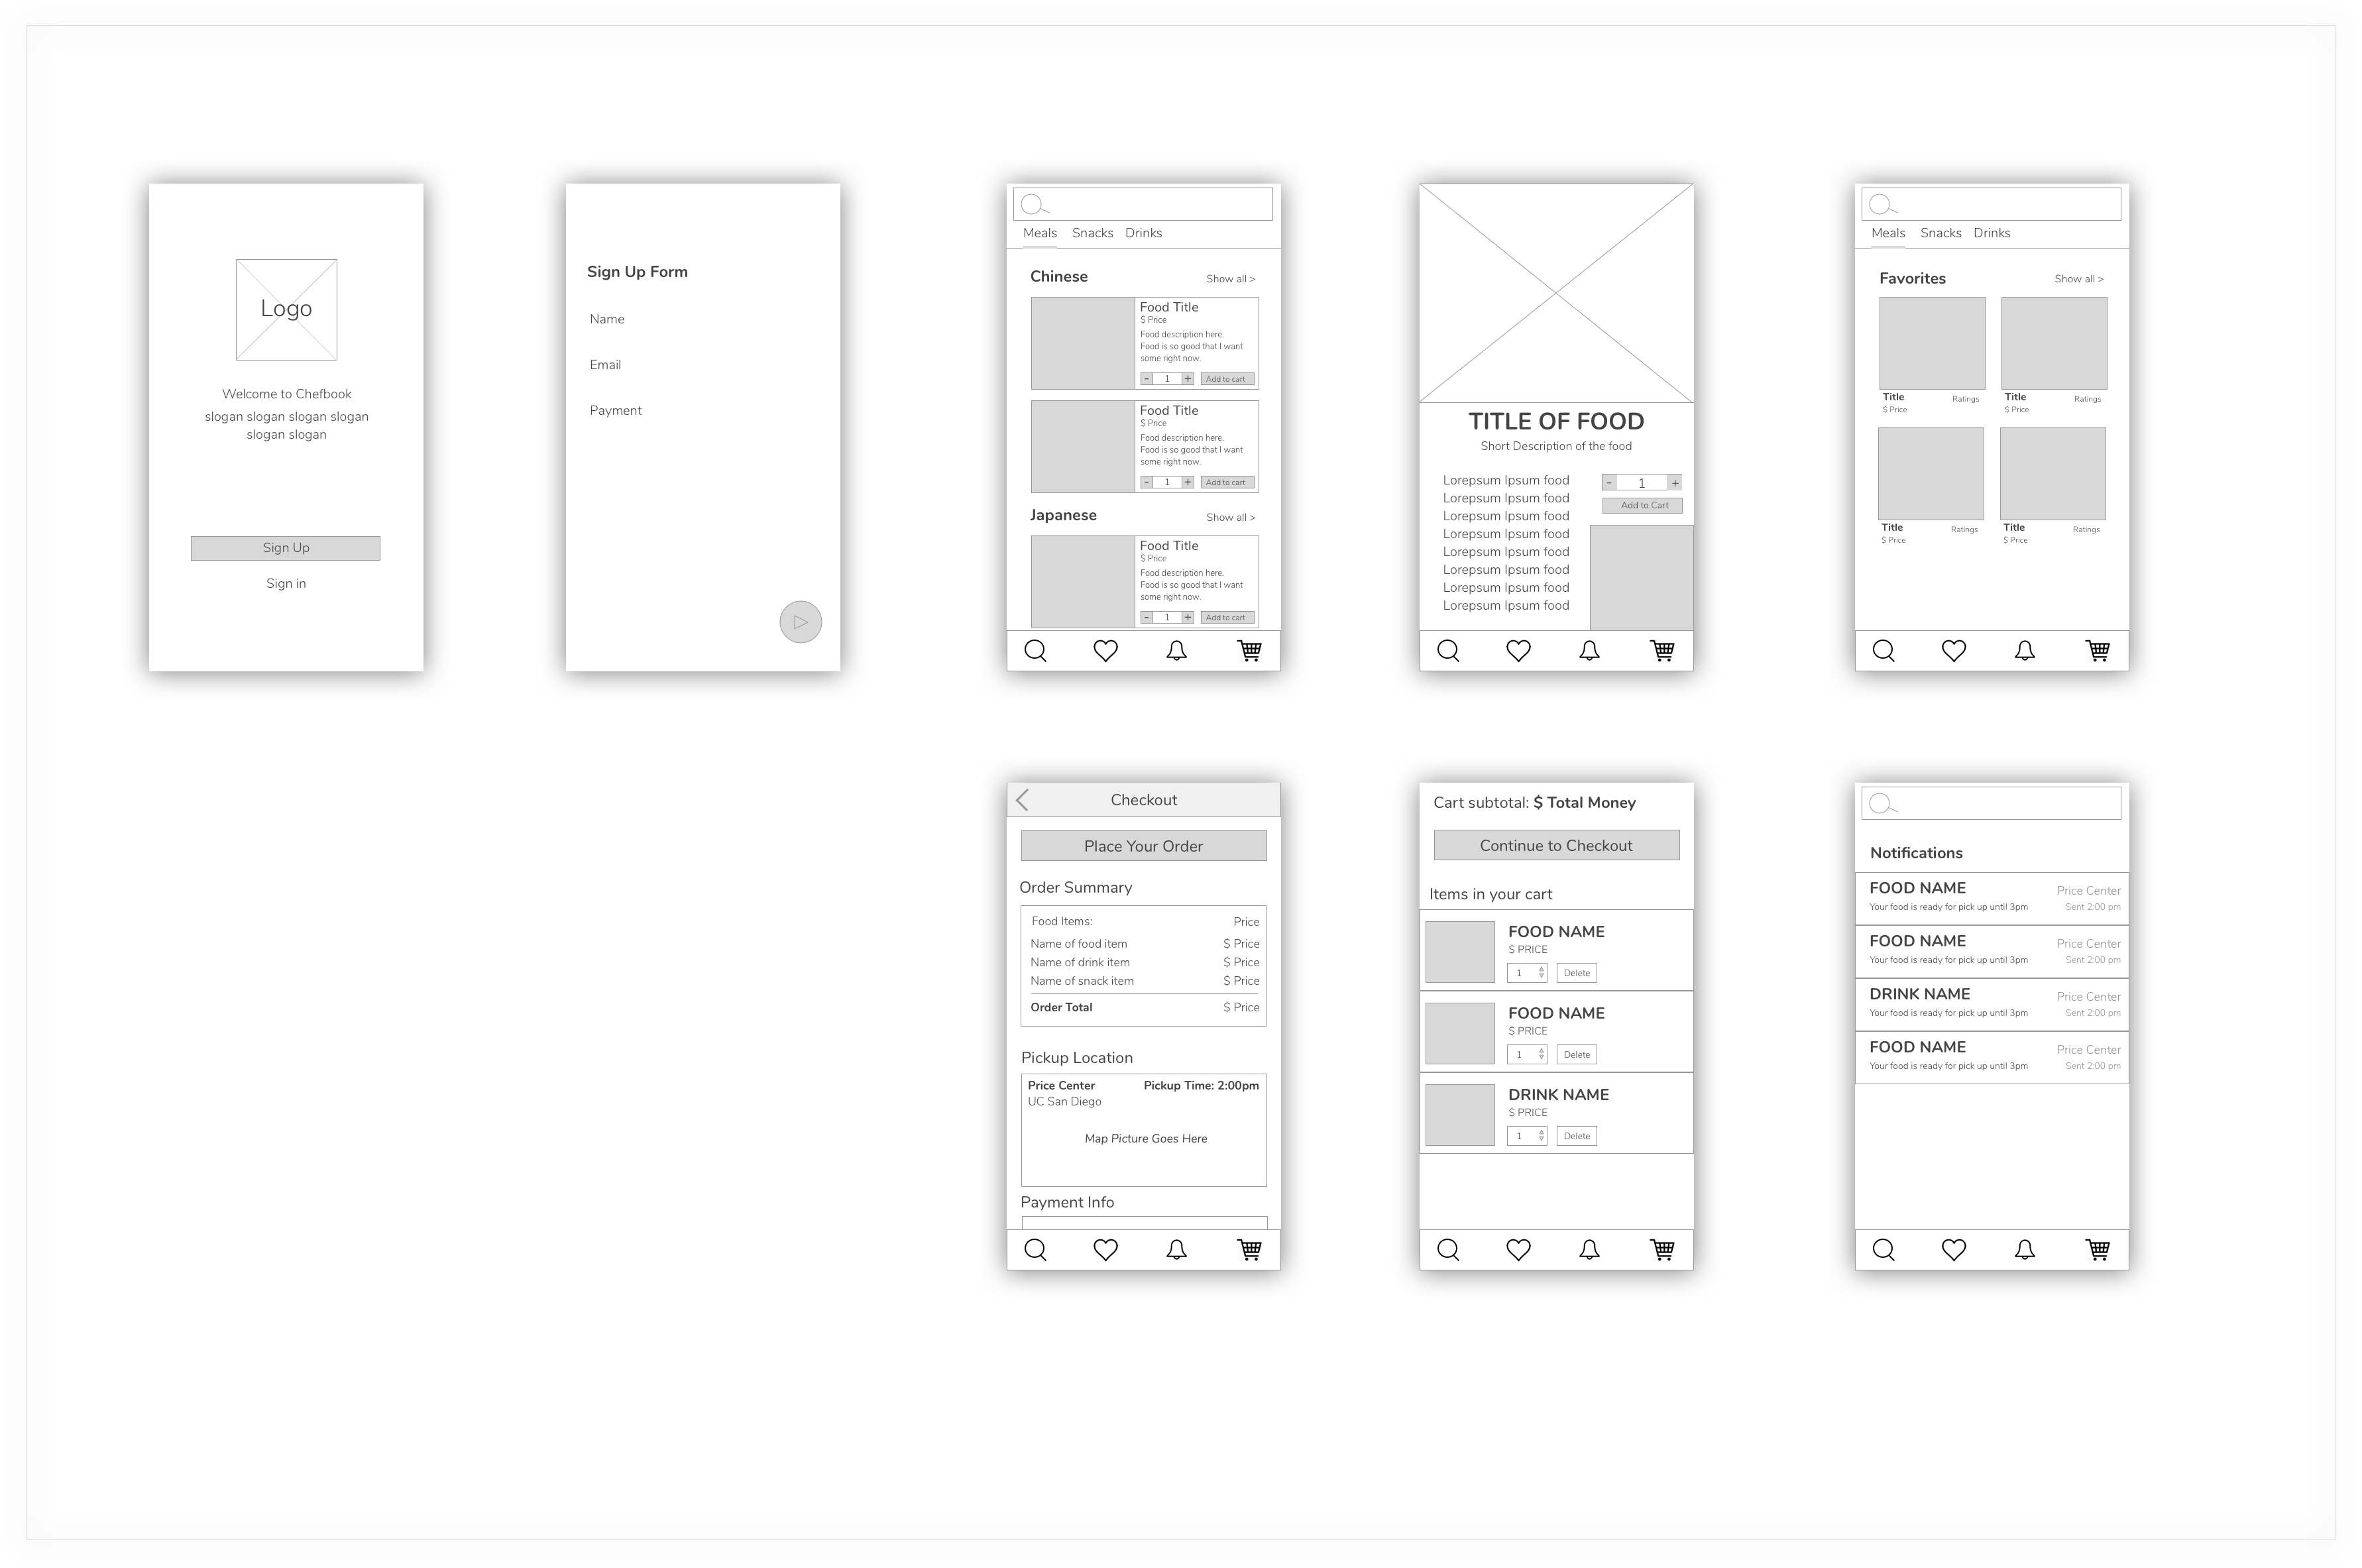 Logo
Welcome to Chefbook
slogan slogan slogan slogan
slogan slogan
Sign Up
Sign in
Sign Up Form
Name
Email
Payment
Meals Snacks Drinks
Chinese Show all >
Food Title
$ Price
Food description here.
Food is so good that I want
some right now.
- 1 + Add to cart
Food Title
$ Price
Food description here.
Food is so good that I want
some right now.
- 1 + Add to cart
Japanese Show all >
Food Title
$ Price
Food description here.
Food is so good that I want
some right now.
- 1 + Add to cart
TITLE OF FOOD
Short Description of the food
Lorepsum Ipsum food
Lorepsum Ipsum food
Lorepsum Ipsum food
Lorepsum Ipsum food
Lorepsum Ipsum food
Lorepsum Ipsum food
Lorepsum Ipsum food
Lorepsum Ipsum food
- 1 +
Add to Cart
Meals Snacks Drinks
Favorites Show all >
Title Ratings
$ Price
Title Ratings
$ Price
Title Ratings
$ Price
Title Ratings
$ Price
Checkout
Place Your Order
Order Summary
Food Items: Price
Name of food item $ Price
Name of drink item $ Price
Name of snack item $ Price
Order Total $ Price
Pickup Location
Price Center Pickup Time: 2:00pm
UC San Diego
Map Picture Goes Here
Payment Info
Cart subtotal: $ Total Money
Continue to Checkout
Items in your cart
FOOD NAME
$ PRICE
1 Delete
FOOD NAME
$ PRICE
1 Delete
DRINK NAME
$ PRICE
1 Delete
Notifications
FOOD NAME Price Center
Your food is ready for pick up until 3pm Sent 2:00 pm
FOOD NAME Price Center
Your food is ready for pick up until 3pm Sent 2:00 pm
DRINK NAME Price Center
Your food is ready for pick up until 3pm Sent 2:00 pm
FOOD NAME Price Center
Your food is ready for pick up until 3pm Sent 2:00 pm